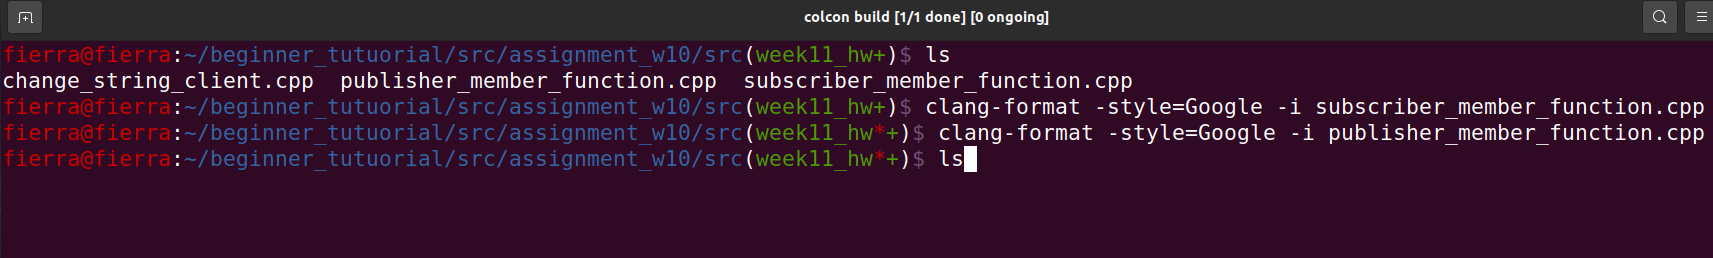 colcon build [1/1 done] [0 ongoing]
fierra@fierra:~/beginner_tutuorial/src/assignment_w10/src(week11_hw+)$ ls
change_string_client.cpp  publisher_member_function.cpp  subscriber_member_function.cpp
fierra@fierra:~/beginner_tutuorial/src/assignment_w10/src(week11_hw+)$ clang-format -style=Google -i subscriber_member_function.cpp
fierra@fierra:~/beginner_tutuorial/src/assignment_w10/src(week11_hw*+)$ clang-format -style=Google -i publisher_member_function.cpp
fierra@fierra:~/beginner_tutuorial/src/assignment_w10/src(week11_hw*+)$ ls